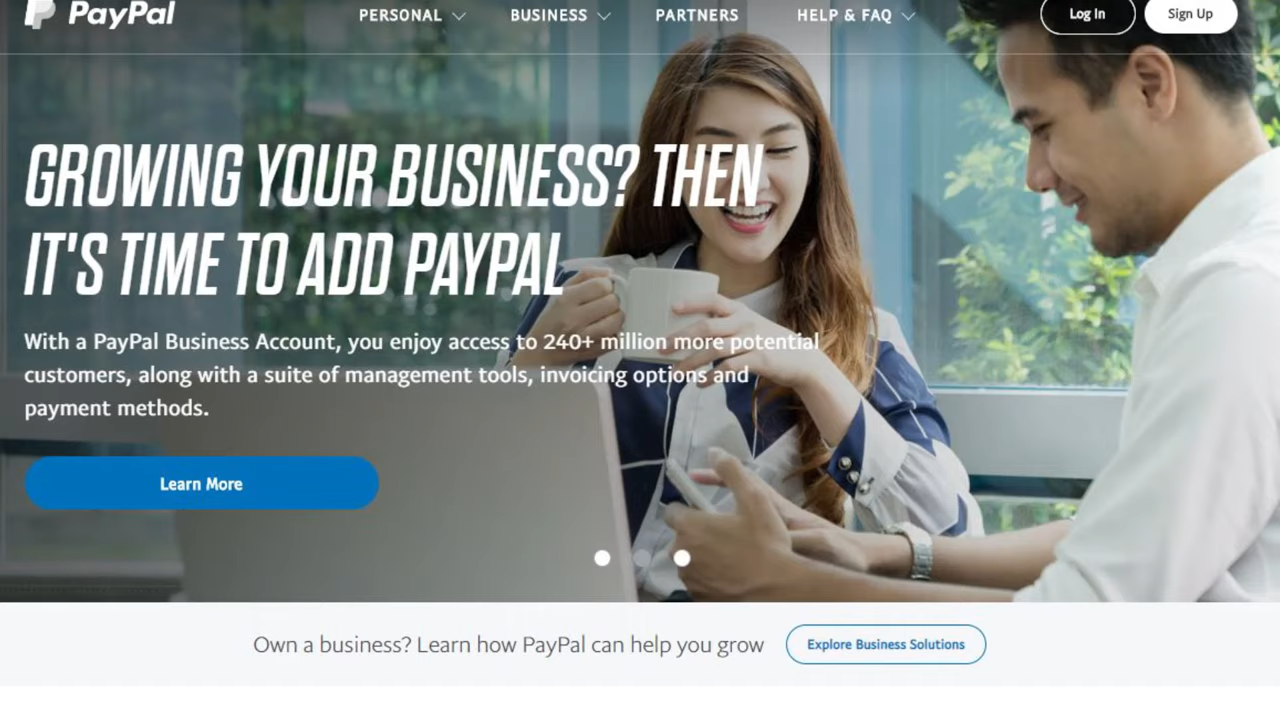 PayPal
PERSONAL
BUSINESS
PARTNERS
HELP & FAQ
Log In
Sign Up
GROWING YOUR BUSINESS? THEN
IT'S TIME TO ADD PAYPAL
With a PayPal Business Account, you enjoy access to 240+ million more potential
customers, along with a suite of management tools, invoicing options and
payment methods.
Learn More
Own a business? Learn how PayPal can help you grow
Explore Business Solutions